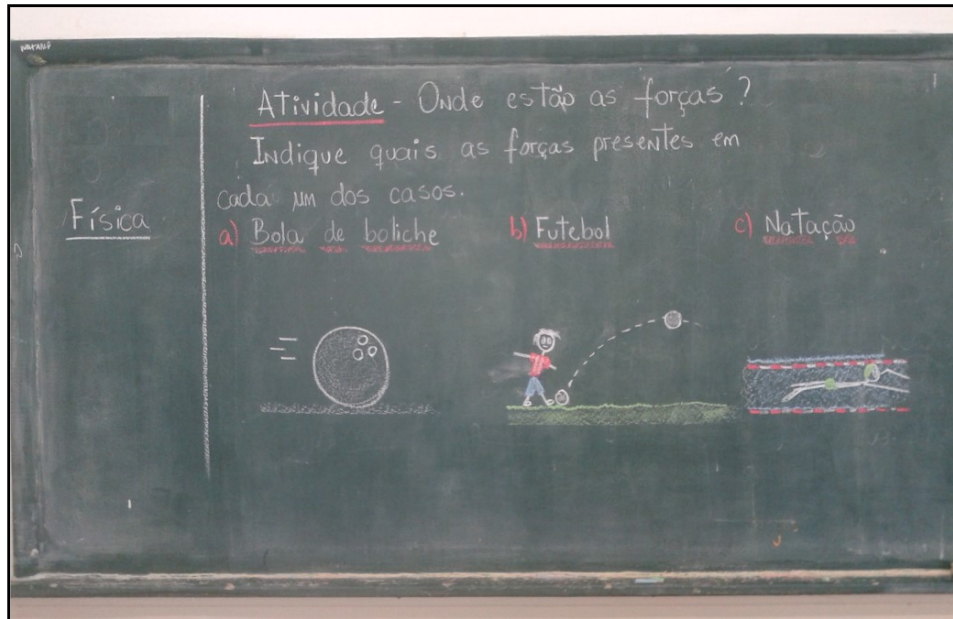 Atividade - Onde estão as forças?
Indique quais as forças presentes em
cada um dos casos.
Física
a) Bola de boliche
b) Futebol
c) Natação